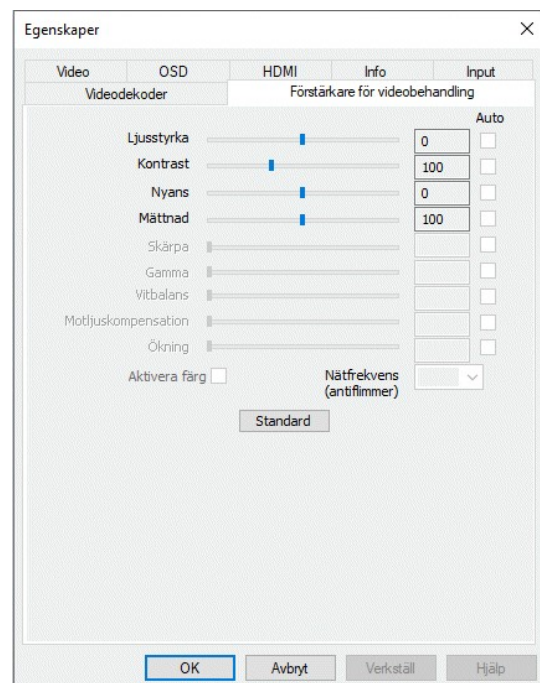 Egenskaper
Video OSD HDMI Info Input
Videodekoder Förstärkare för videobehandling
Auto
Ljusstyrka 0
Kontrast 100
Nyans 0
Mättnad 100
Skärpa
Gamma
Vitbalans
Motljuskompensation
Ökning
Aktivera färg Nätfrekvens
(antiflimmer)
Standard
OK Avbryt Verkställ Hjälp